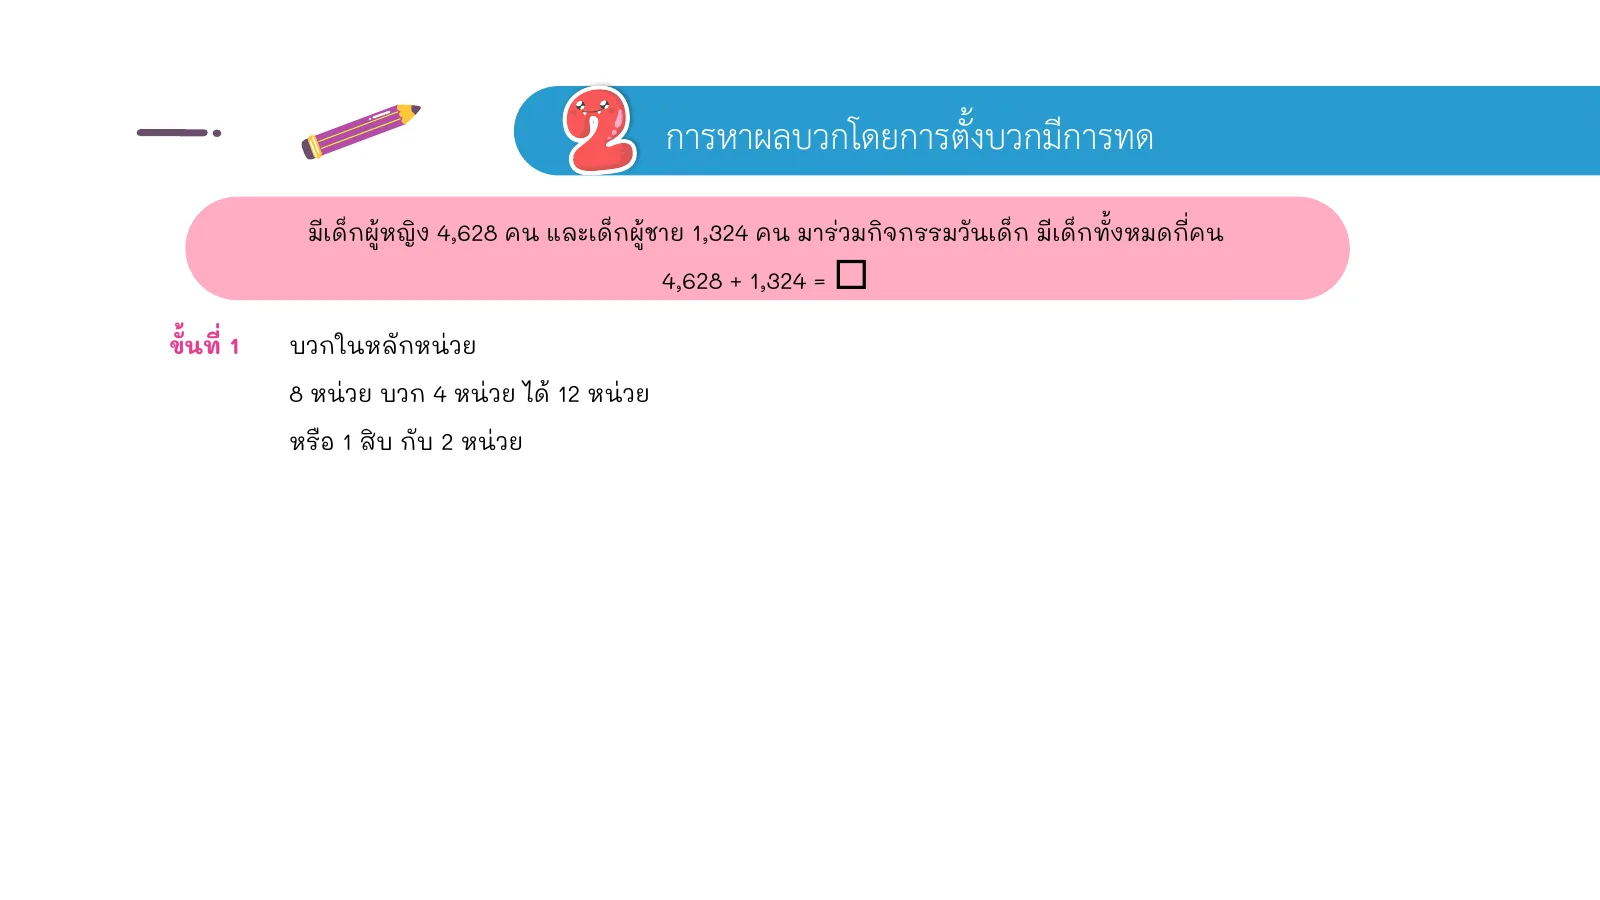 2 การหาผลบวกโดยการตั้งบวกมีการทด
มีเด็กผู้หญิง 4,628 คน และเด็กผู้ชาย 1,324 คน มาร่วมกิจกรรมวันเด็ก มีเด็กทั้งหมดกี่คน
4,628 + 1,324 = □
ขั้นที่ 1 บวกในหลักหน่วย
8 หน่วย บวก 4 หน่วย ได้ 12 หน่วย
หรือ 1 สิบ กับ 2 หน่วย